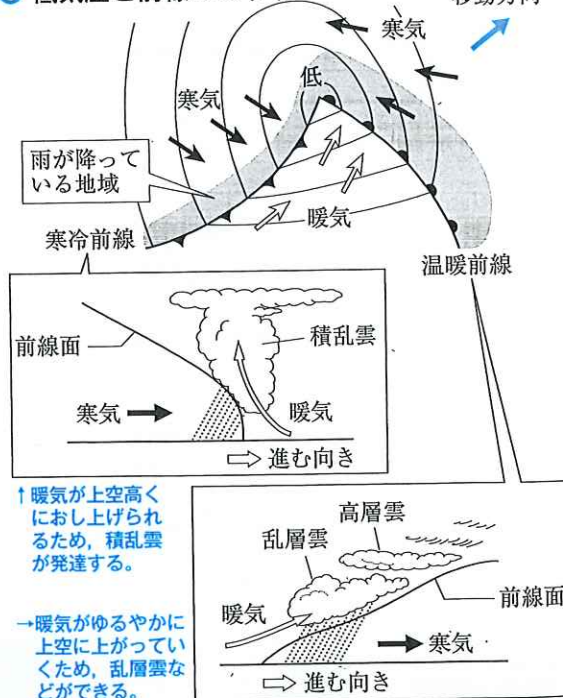 寒気
低
寒気
雨が降って
いる地域
暖気
寒冷前線
温暖前線
前線面
積乱雲
寒気
暖気
⇨進む向き
↑暖気が上空高く
におし上げられ
るため，積乱雲
が発達する。
高層雲
乱層雲
前線面
暖気
寒気
⇨進む向き
→暖気がゆるやかに
上空に上がってい
くため，乱層雲な
どができる。